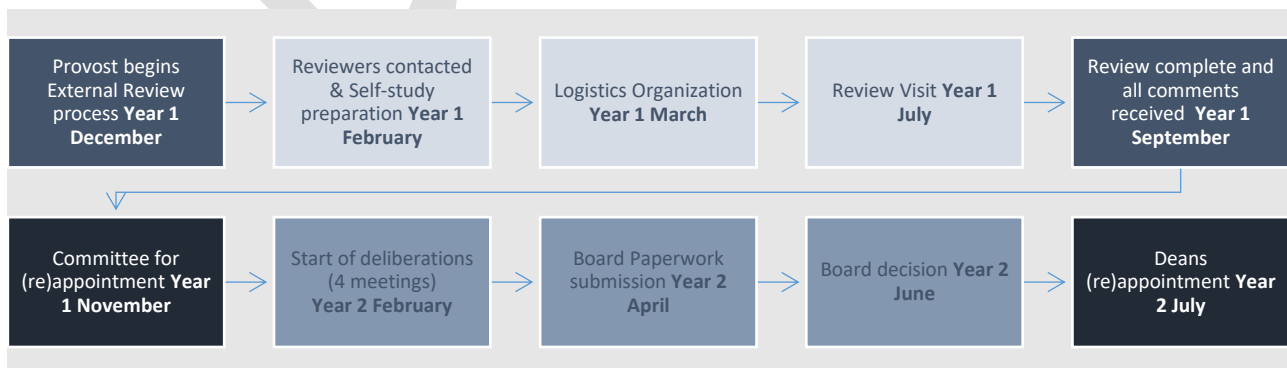 Provost begins
External Review
process Year 1
December
Reviewers contacted
& Self-study
preparation Year 1
February
Logistics Organization
Year 1 March
Review Visit Year 1
July
Review complete and
all comments
received Year 1
September
Committee for
(re)appointment Year
1 November
Start of deliberations
(4 meetings)
Year 2 February
Board Paperwork
submission Year 2
April
Board decision Year 2
June
Deans
(re)appointment Year
2 July